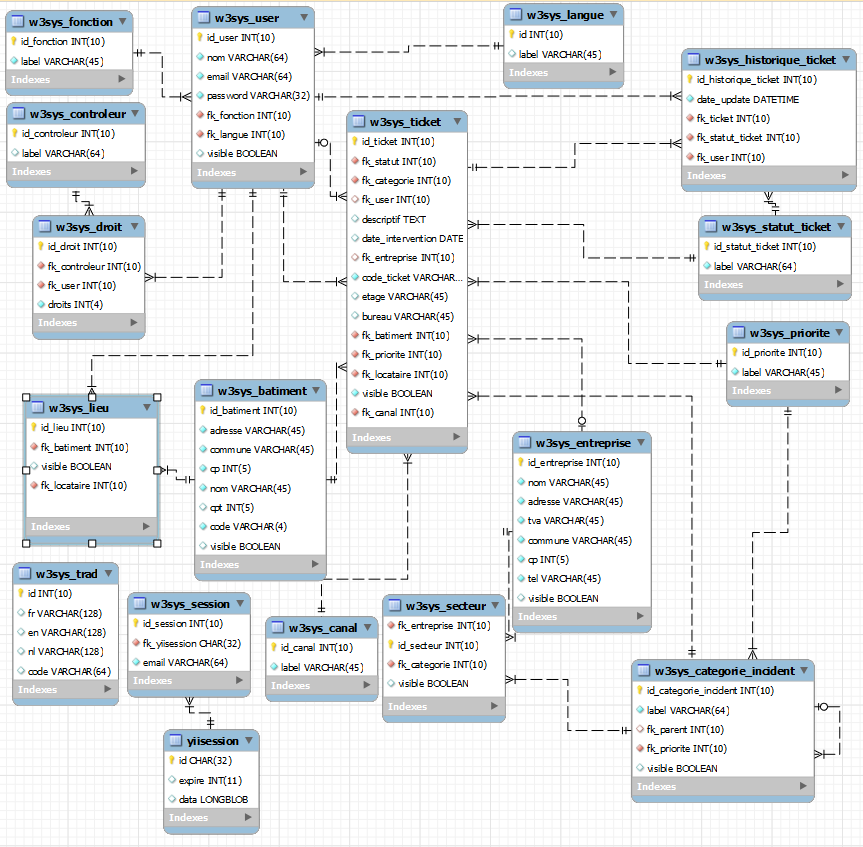 w3sys_fonction
id_fonction INT(10)
label VARCHAR(45)
Indexes
w3sys_user
id_user INT(10)
nom VARCHAR(64)
email VARCHAR(64)
password VARCHAR(32)
fk_fonction INT(10)
fk_langue INT(10)
visible BOOLEAN
Indexes
w3sys_langue
id INT(10)
label VARCHAR(45)
Indexes
w3sys_historique_ticket
id_historique_ticket INT(10)
date_update DATETIME
fk_ticket INT(10)
fk_statut_ticket INT(10)
fk_user INT(10)
Indexes
w3sys_controleur
id_controleur INT(10)
label VARCHAR(64)
Indexes
w3sys_ticket
id_ticket INT(10)
fk_statut INT(10)
fk_categorie INT(10)
fk_user INT(10)
descriptif TEXT
date_intervention DATE
fk_entreprise INT(10)
code_ticket VARCHAR...
etage VARCHAR(45)
bureau VARCHAR(45)
fk_batiment INT(10)
fk_priorite INT(10)
fk_locataire INT(10)
visible BOOLEAN
fk_canal INT(10)
Indexes
w3sys_droit
id_droit INT(10)
fk_controleur INT(10)
fk_user INT(10)
droits INT(4)
Indexes
w3sys_statut_ticket
id_statut_ticket INT(10)
label VARCHAR(64)
Indexes
w3sys_priorite
id_priorite INT(10)
label VARCHAR(45)
Indexes
w3sys_lieu
id_lieu INT(10)
fk_batiment INT(10)
visible BOOLEAN
fk_locataire INT(10)
Indexes
w3sys_batiment
id_batiment INT(10)
adresse VARCHAR(45)
commune VARCHAR(45)
cp INT(5)
nom VARCHAR(45)
cpt INT(5)
code VARCHAR(4)
visible BOOLEAN
Indexes
w3sys_entreprise
id_entreprise INT(10)
nom VARCHAR(45)
adresse VARCHAR(45)
tva VARCHAR(45)
commune VARCHAR(45)
cp INT(5)
tel VARCHAR(45)
visible BOOLEAN
Indexes
w3sys_trad
id INT(10)
fr VARCHAR(128)
en VARCHAR(128)
nl VARCHAR(128)
code VARCHAR(64)
Indexes
w3sys_session
id_session INT(10)
fk_yiisession CHAR(32)
email VARCHAR(64)
Indexes
w3sys_canal
id_canal INT(10)
label VARCHAR(45)
Indexes
w3sys_secteur
fk_entreprise INT(10)
id_secteur INT(10)
fk_categorie INT(10)
visible BOOLEAN
Indexes
w3sys_categorie_incident
id_categorie_incident INT(10)
label VARCHAR(64)
fk_parent INT(10)
fk_priorite INT(10)
visible BOOLEAN
Indexes
yiisession
id CHAR(32)
expire INT(11)
data LONGBLOB
Indexes